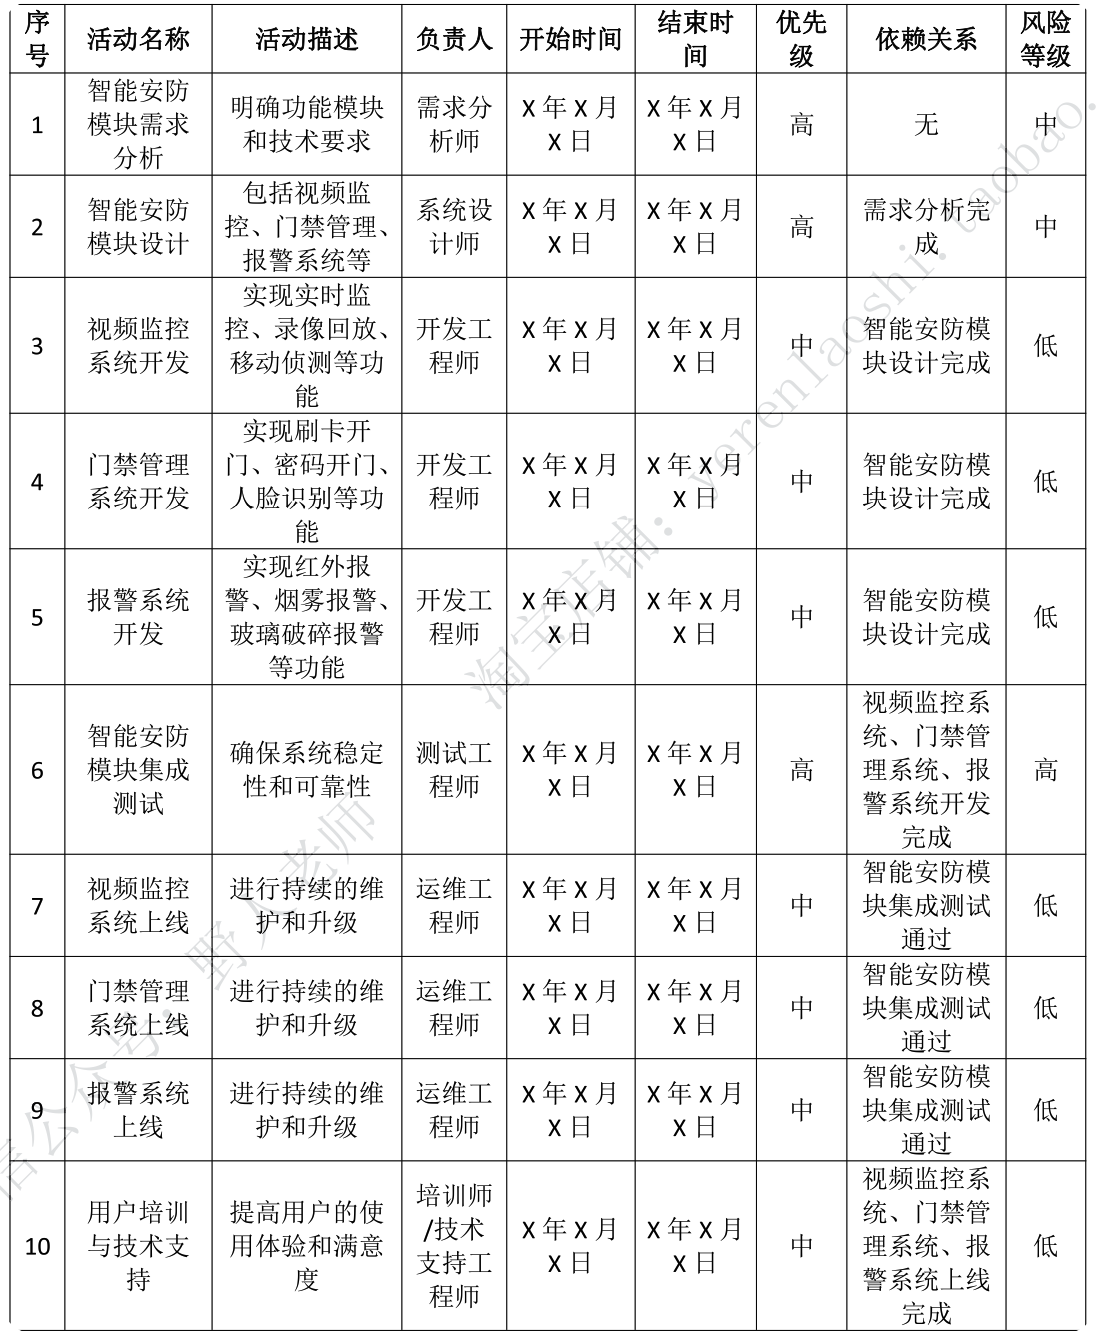 序号 活动名称 活动描述 负责人 开始时间 结束时间 优先级 依赖关系 风险等级
1 智能安防模块需求分析 明确功能模块和技术要求 需求分析师 X 年 X 月 X 日 X 年 X 月 X 日 高 无 中
2 智能安防模块设计 包括视频监控、门禁管理、报警系统等 系统设计师 X 年 X 月 X 日 X 年 X 月 X 日 高 需求分析完成 中
3 视频监控系统开发 实现实时监控、录像回放、移动侦测等功能 开发工程师 X 年 X 月 X 日 X 年 X 月 X 日 中 智能安防模块设计完成 低
4 门禁管理系统开发 实现刷卡开门、密码开门、人脸识别等功能 开发工程师 X 年 X 月 X 日 X 年 X 月 X 日 中 智能安防模块设计完成 低
5 报警系统开发 实现红外报警、烟雾报警、玻璃破碎报警等功能 开发工程师 X 年 X 月 X 日 X 年 X 月 X 日 中 智能安防模块设计完成 低
6 智能安防模块集成测试 确保系统稳定性和可靠性 测试工程师 X 年 X 月 X 日 X 年 X 月 X 日 高 视频监控系统、门禁管理系统、报警系统开发完成 高
7 视频监控系统上线 进行持续的维护和升级 运维工程师 X 年 X 月 X 日 X 年 X 月 X 日 中 智能安防模块集成测试通过 低
8 门禁管理系统上线 进行持续的维护和升级 运维工程师 X 年 X 月 X 日 X 年 X 月 X 日 中 智能安防模块集成测试通过 低
9 报警系统上线 进行持续的维护和升级 运维工程师 X 年 X 月 X 日 X 年 X 月 X 日 中 智能安防模块集成测试通过 低
10 用户培训与技术支持 提高用户的使用体验和满意度 培训师/技术支持工程师 X 年 X 月 X 日 X 年 X 月 X 日 中 视频监控系统、门禁管理系统、报警系统上线完成 低
信公众号：野人老师 淘宝店铺：yerenlaoshi.taobao.